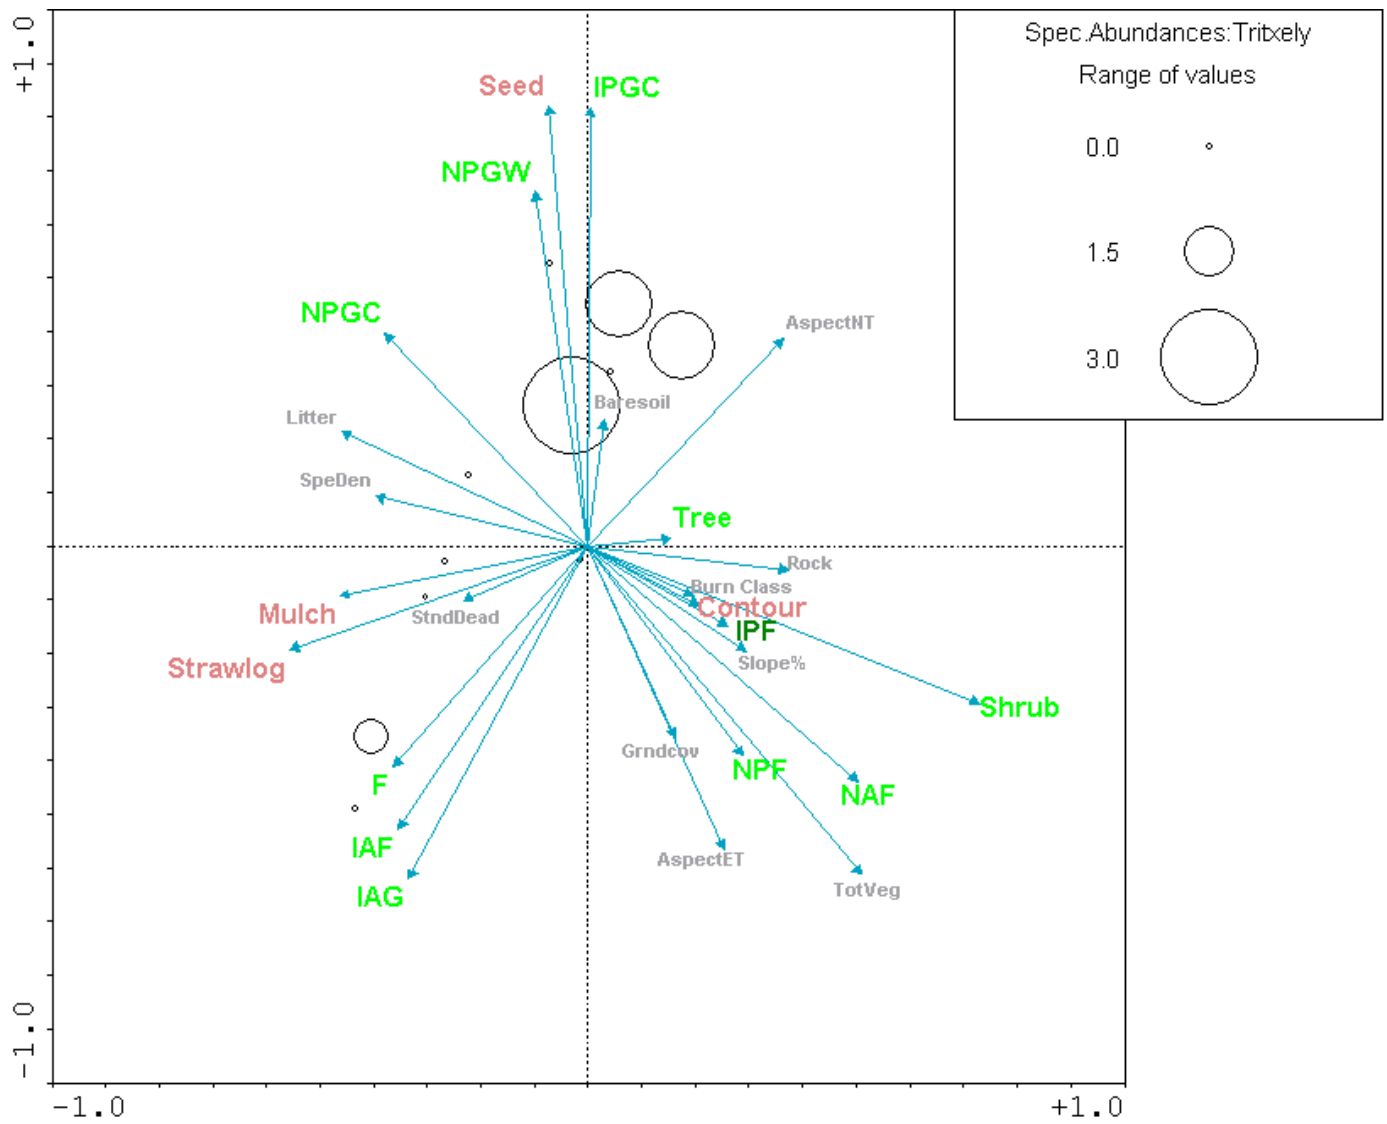 +1.0
Spec.Abundances:Tritxely
Range of values
0.0
1.5
3.0
Seed
IPGC
NPGW
NPGC
AspectNT
Litter
Baresoil
SpeDen
Tree
Rock
Burn Class
Contour
Mulch
StndDead
IPF
Slope%
Strawlog
Shrub
Grndcov
NPF
F
NAF
IAF
AspectET
IAG
TotVeg
-1.0
-1.0
+1.0